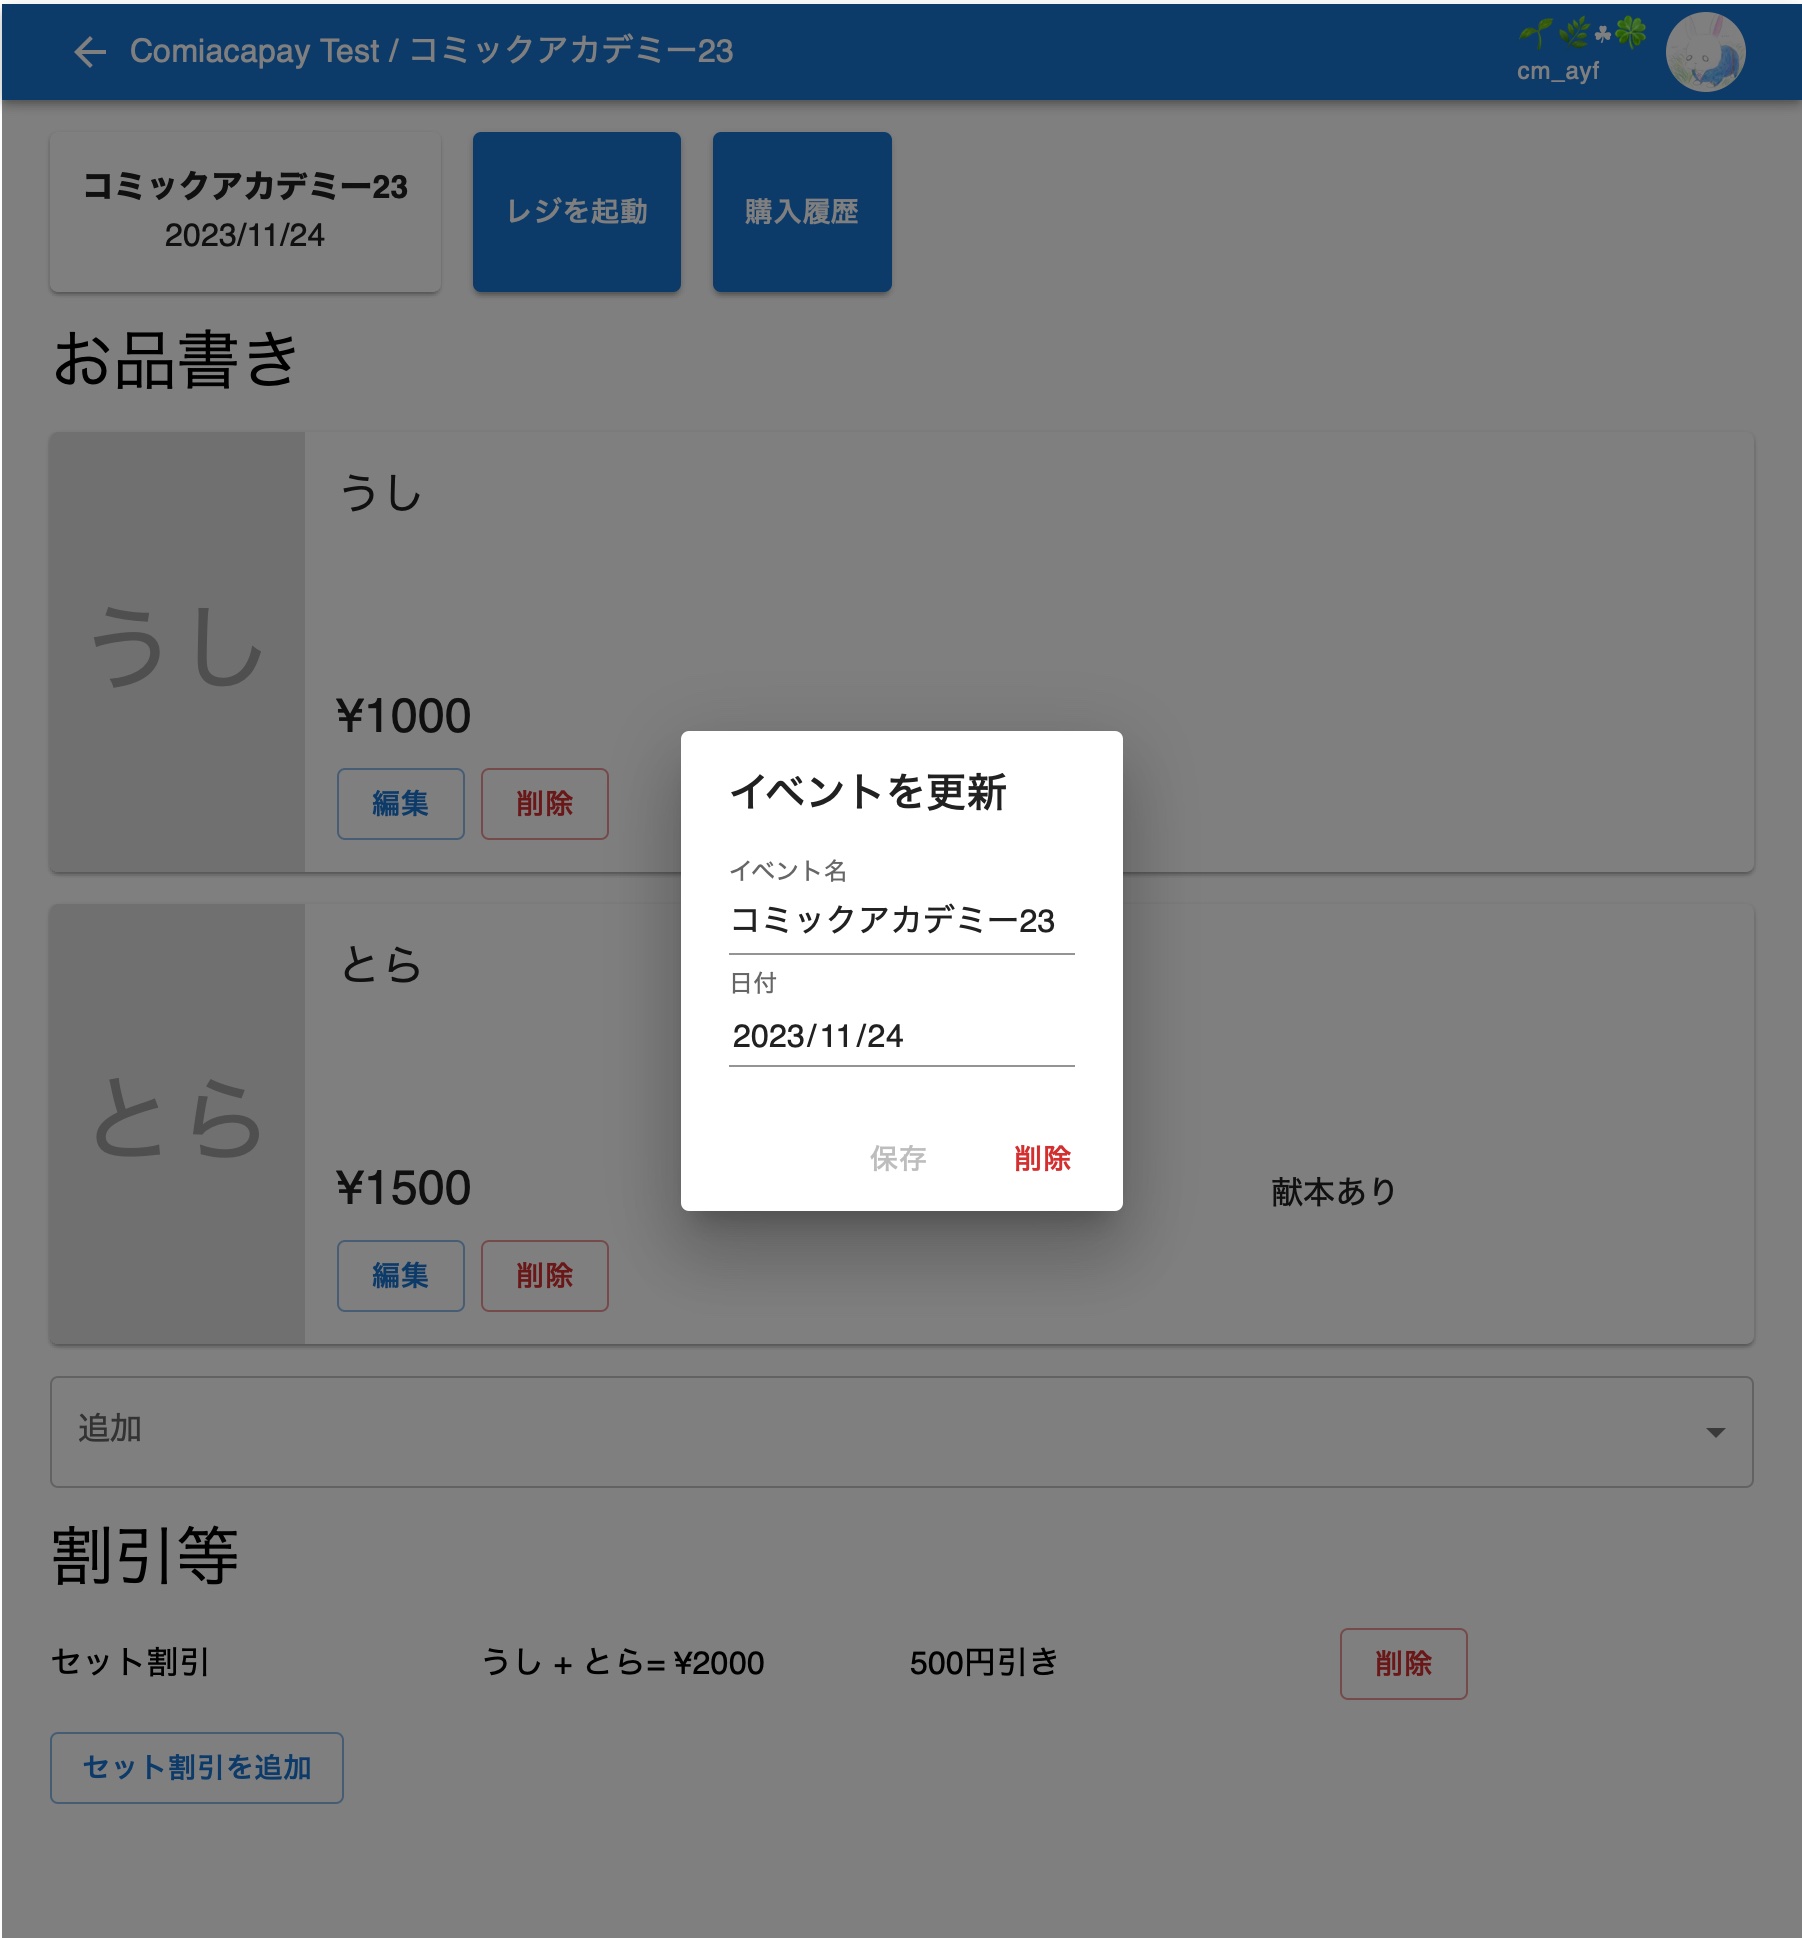 Comiacapay Test / コミックアカデミー23
cm_ayf
コミックアカデミー23
2023/11/24
レジを起動
購入履歴
お品書き
うし
うし
¥1000
編集
削除
とら
とら
¥1500
献本あり
編集
削除
イベントを更新
イベント名
コミックアカデミー23
日付
2023/11/24
保存
削除
追加
割引等
セット割引
うし + とら= ¥2000
500円引き
削除
セット割引を追加